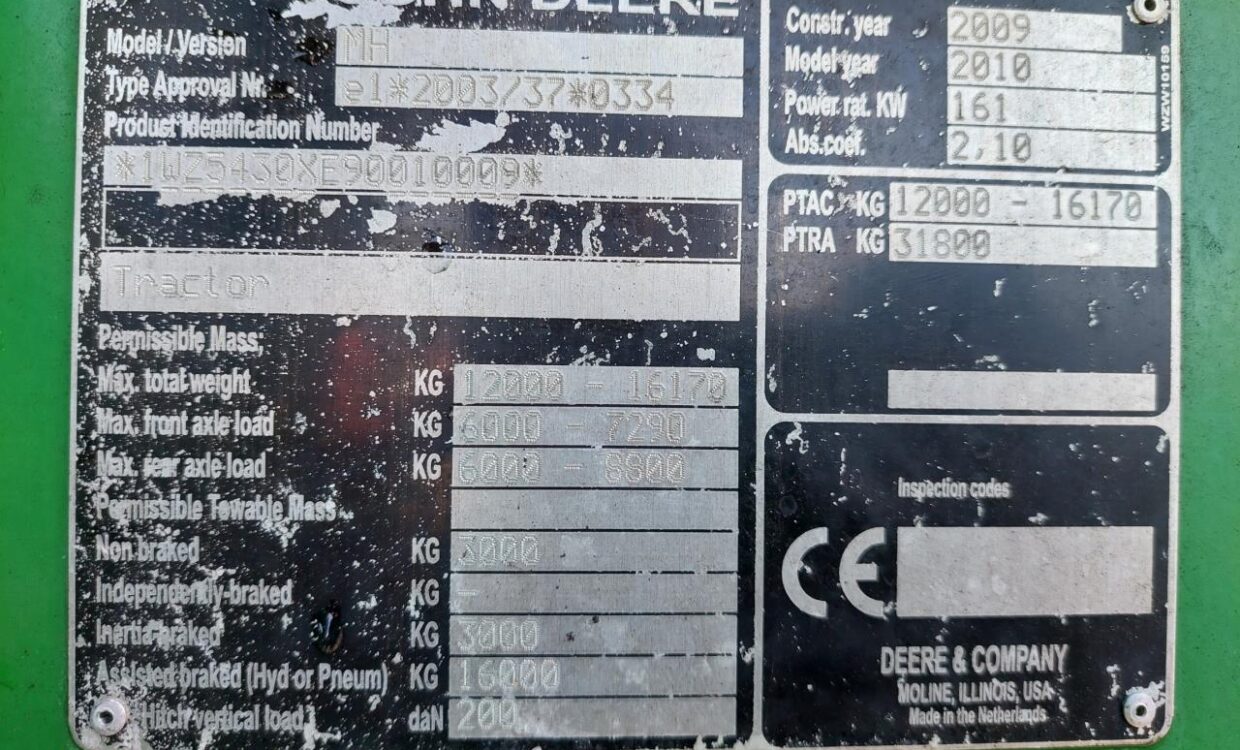 JOHN DEERE
Model / Version MH
Type Approval Nr. e1*2003/37*0334
Product Identification Number
*1WZ5430XE90010009*
Tractor
Permissible Mass:
Max. total weight KG 12000 - 16170
Max. front axle load KG 6000 - 7290
Max. rear axle load KG 6000 - 8800
Permissible Towable Mass
Non braked KG 3000
Independently-braked KG -
Inertia-braked KG 3000
Assisted braked (Hyd or Pneum) KG 16000
Hitch vertical load daN 200
Constr. year 2009
Model year 2010
Power rat. KW 161
Abs.coef. 2,10
WZW10159
PTAC KG 12000 - 16170
PTRA KG 31800
Inspection codes
CE
DEERE & COMPANY
MOLINE, ILLINOIS, USA
Made in the Netherlands